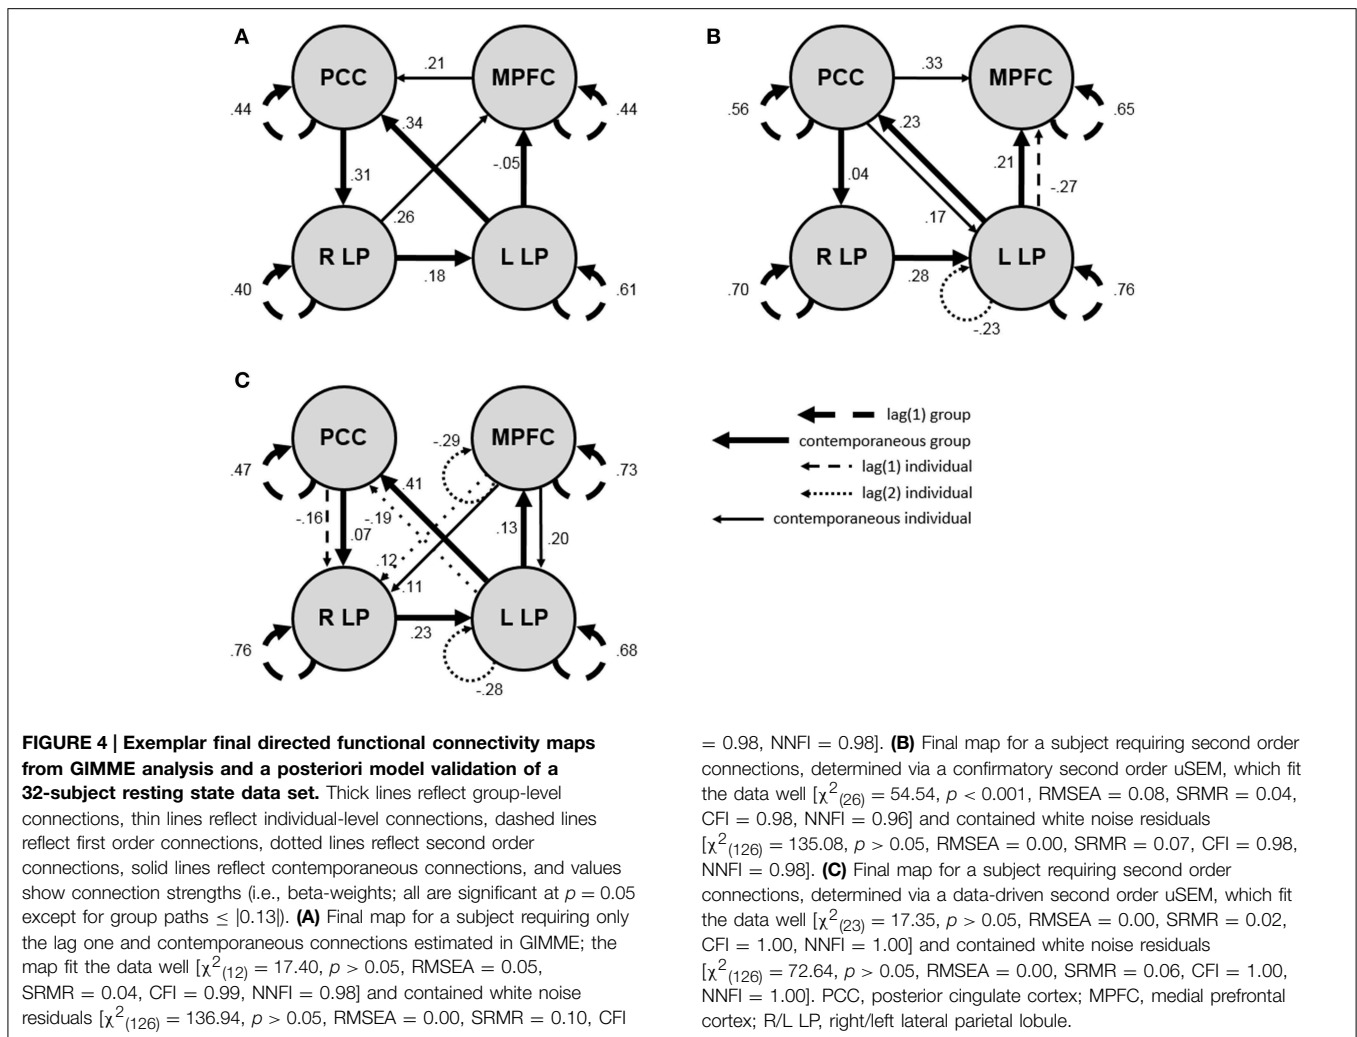 A
PCC
MPFC
.21
.44
.44
.34
.31
-.05
.26
R LP
L LP
.18
.40
.61
B
PCC
MPFC
.33
.56
.65
.23
.04
.21
-.27
.17
R LP
L LP
.28
.70
.76
-.23
C
PCC
MPFC
-.29
.47
.73
.41
-.16
-.19
.07
.13
.20
.12
.11
R LP
L LP
.23
.76
.68
-.28
lag(1) group
contemporaneous group
lag(1) individual
lag(2) individual
contemporaneous individual
FIGURE 4 | Exemplar final directed functional connectivity maps
from GIMME analysis and a posteriori model validation of a
32-subject resting state data set. Thick lines reflect group-level
connections, thin lines reflect individual-level connections, dashed lines
reflect first order connections, dotted lines reflect second order
connections, solid lines reflect contemporaneous connections, and values
show connection strengths (i.e., beta-weights; all are significant at p = 0.05
except for group paths ≤ |0.13|). (A) Final map for a subject requiring only
the lag one and contemporaneous connections estimated in GIMME; the
map fit the data well [χ²(12) = 17.40, p > 0.05, RMSEA = 0.05,
SRMR = 0.04, CFI = 0.99, NNFI = 0.98] and contained white noise
residuals [χ²(126) = 136.94, p > 0.05, RMSEA = 0.00, SRMR = 0.10, CFI
= 0.98, NNFI = 0.98]. (B) Final map for a subject requiring second order
connections, determined via a confirmatory second order uSEM, which fit
the data well [χ²(26) = 54.54, p < 0.001, RMSEA = 0.08, SRMR = 0.04,
CFI = 0.98, NNFI = 0.96] and contained white noise residuals
[χ²(126) = 135.08, p > 0.05, RMSEA = 0.00, SRMR = 0.07, CFI = 0.98,
NNFI = 0.98]. (C) Final map for a subject requiring second order
connections, determined via a data-driven second order uSEM, which fit
the data well [χ²(23) = 17.35, p > 0.05, RMSEA = 0.00, SRMR = 0.02,
CFI = 1.00, NNFI = 1.00] and contained white noise residuals
[χ²(126) = 72.64, p > 0.05, RMSEA = 0.00, SRMR = 0.06, CFI = 1.00,
NNFI = 1.00]. PCC, posterior cingulate cortex; MPFC, medial prefrontal
cortex; R/L LP, right/left lateral parietal lobule.